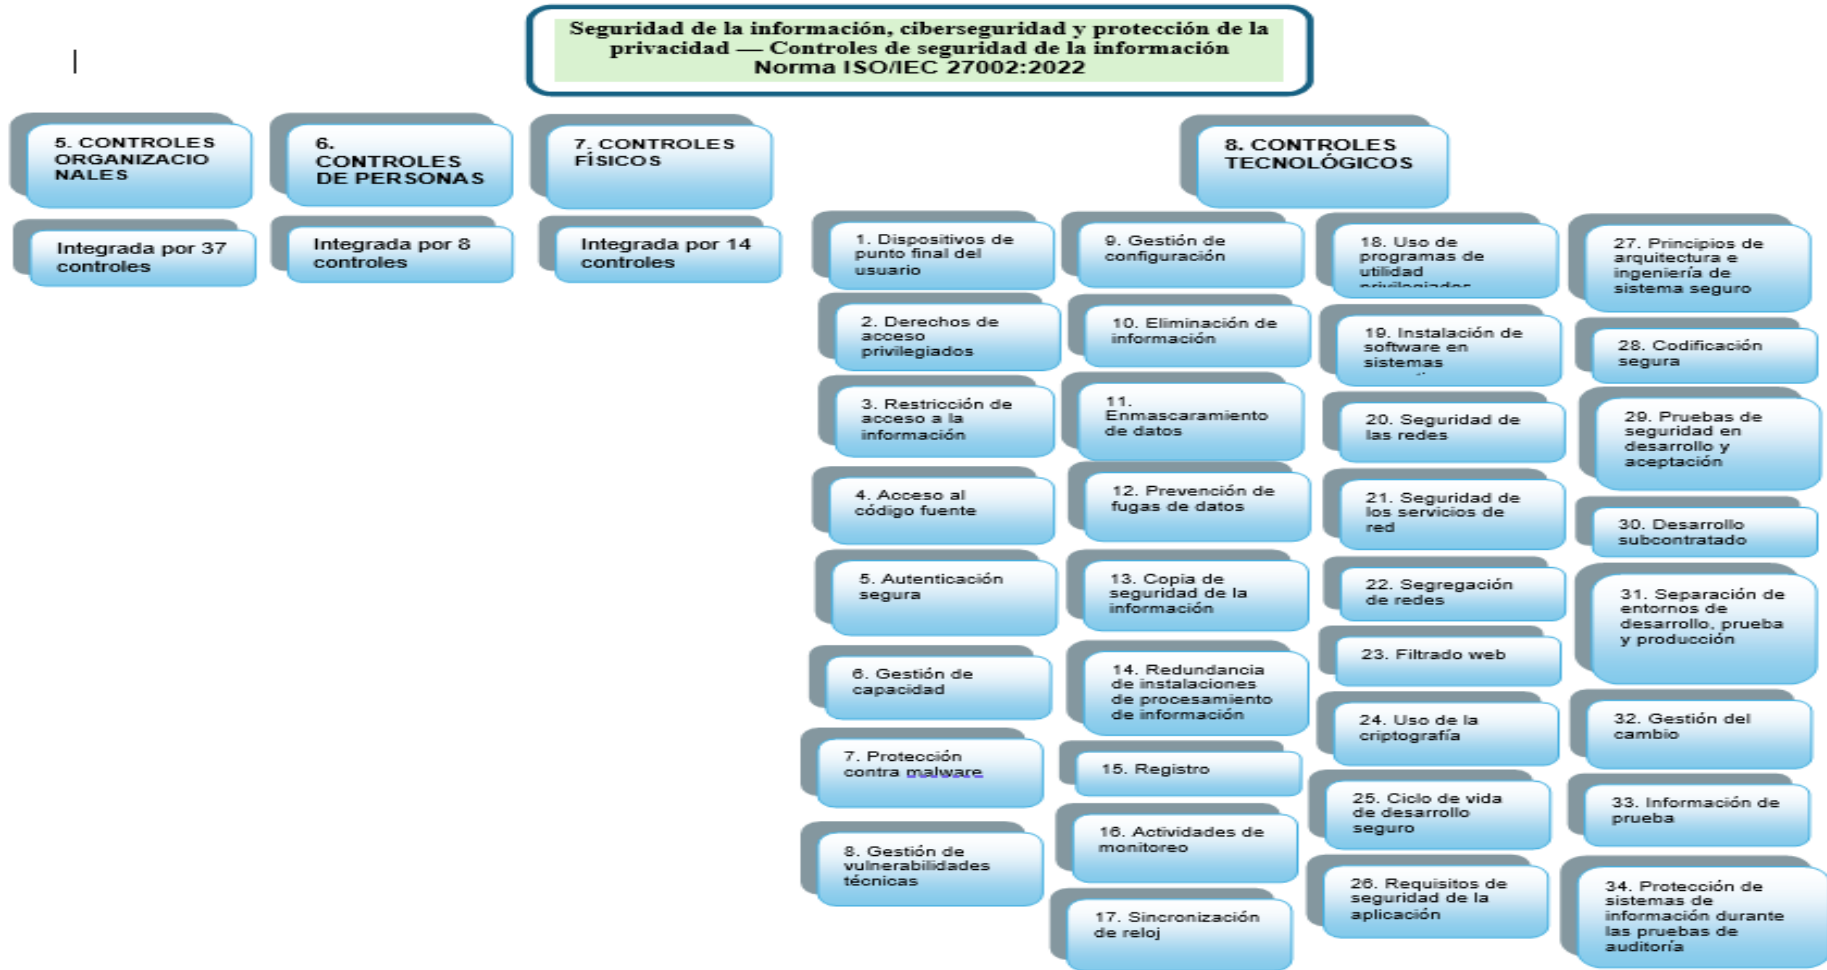 Seguridad de la información, ciberseguridad y protección de la
privacidad — Controles de seguridad de la información
Norma ISO/IEC 27002:2022
5. CONTROLES
ORGANIZACIO
NALES
Integrada por 37
controles
6.
CONTROLES
DE PERSONAS
Integrada por 8
controles
7. CONTROLES
FÍSICOS
Integrada por 14
controles
8. CONTROLES
TECNOLÓGICOS
1. Dispositivos de
punto final del
usuario
2. Derechos de
acceso
privilegiados
3. Restricción de
acceso a la
información
4. Acceso al
código fuente
5. Autenticación
segura
6. Gestión de
capacidad
7. Protección
contra malware
8. Gestión de
vulnerabilidades
técnicas
9. Gestión de
configuración
10. Eliminación de
información
11.
Enmascaramiento
de datos
12. Prevención de
fugas de datos
13. Copia de
seguridad de la
información
14. Redundancia
de instalaciones
de procesamiento
de información
15. Registro
16. Actividades de
monitoreo
17. Sincronización
de reloj
18. Uso de
programas de
utilidad
privilegiados
19. Instalación de
software en
sistemas
20. Seguridad de
las redes
21. Seguridad de
los servicios de
red
22. Segregación
de redes
23. Filtrado web
24. Uso de la
criptografía
25. Ciclo de vida
de desarrollo
seguro
26. Requisitos de
seguridad de la
aplicación
27. Principios de
arquitectura e
ingeniería de
sistema seguro
28. Codificación
segura
29. Pruebas de
seguridad en
desarrollo y
aceptación
30. Desarrollo
subcontratado
31. Separación de
entornos de
desarrollo, prueba
y producción
32. Gestión del
cambio
33. Información de
prueba
34. Protección de
sistemas de
información durante
las pruebas de
auditoría